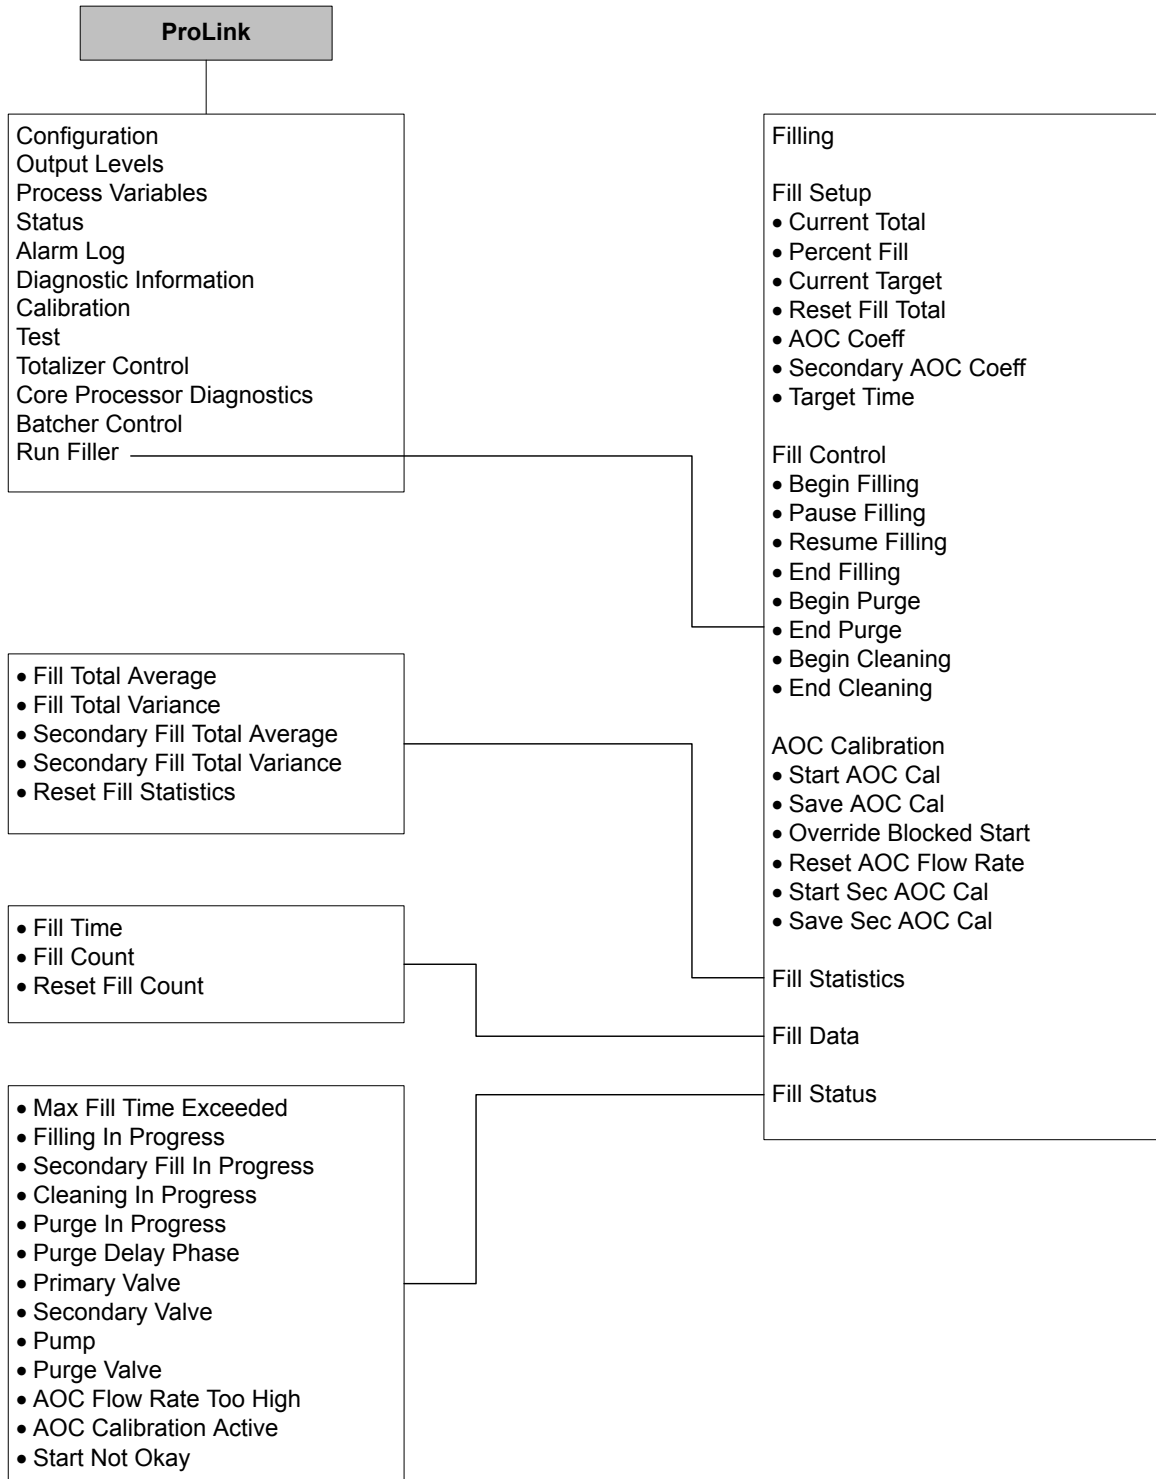 ProLink
Configuration
Output Levels
Process Variables
Status
Alarm Log
Diagnostic Information
Calibration
Test
Totalizer Control
Core Processor Diagnostics
Batcher Control
Run Filler
Filling
Fill Setup
• Current Total
• Percent Fill
• Current Target
• Reset Fill Total
• AOC Coeff
• Secondary AOC Coeff
• Target Time
Fill Control
• Begin Filling
• Pause Filling
• Resume Filling
• End Filling
• Begin Purge
• End Purge
• Begin Cleaning
• End Cleaning
AOC Calibration
• Start AOC Cal
• Save AOC Cal
• Override Blocked Start
• Reset AOC Flow Rate
• Start Sec AOC Cal
• Save Sec AOC Cal
Fill Statistics
Fill Data
Fill Status
• Fill Total Average
• Fill Total Variance
• Secondary Fill Total Average
• Secondary Fill Total Variance
• Reset Fill Statistics
• Fill Time
• Fill Count
• Reset Fill Count
• Max Fill Time Exceeded
• Filling In Progress
• Secondary Fill In Progress
• Cleaning In Progress
• Purge In Progress
• Purge Delay Phase
• Primary Valve
• Secondary Valve
• Pump
• Purge Valve
• AOC Flow Rate Too High
• AOC Calibration Active
• Start Not Okay